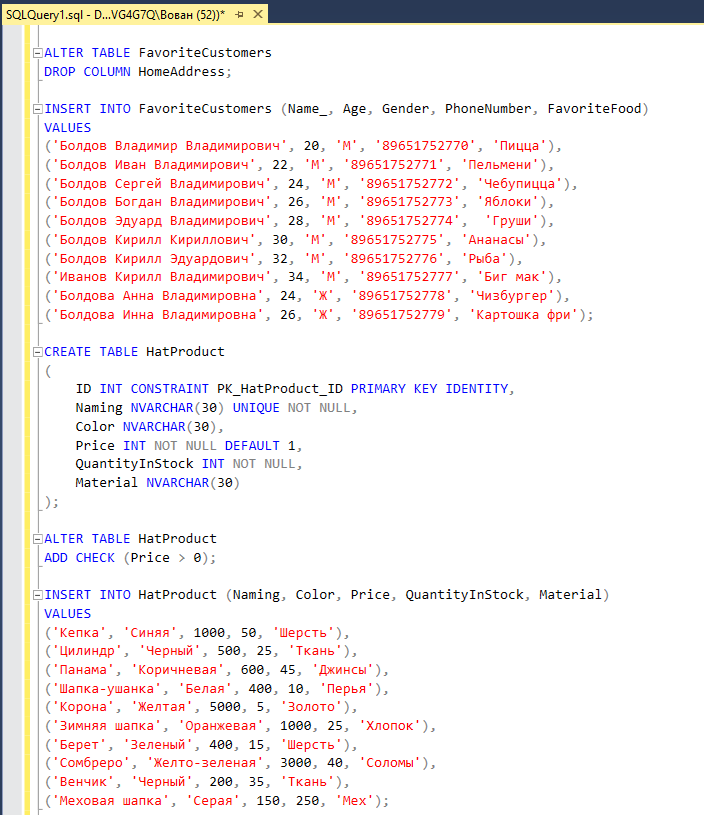 SQLQuery1.sql - D...VG4G7Q\Вован (52))*
ALTER TABLE FavoriteCustomers
DROP COLUMN HomeAddress;
INSERT INTO FavoriteCustomers (Name_, Age, Gender, PhoneNumber, FavoriteFood)
VALUES
('Болдов Владимир Владимирович', 20, 'М', '89651752770', 'Пицца'),
('Болдов Иван Владимирович', 22, 'М', '89651752771', 'Пельмени'),
('Болдов Сергей Владимирович', 24, 'М', '89651752772', 'Чебупицца'),
('Болдов Богдан Владимирович', 26, 'М', '89651752773', 'Яблоки'),
('Болдов Эдуард Владимирович', 28, 'М', '89651752774', 'Груши'),
('Болдов Кирилл Кириллович', 30, 'М', '89651752775', 'Ананасы'),
('Болдов Кирилл Эдуардович', 32, 'М', '89651752776', 'Рыба'),
('Иванов Кирилл Владимирович', 34, 'М', '89651752777', 'Биг мак'),
('Болдова Анна Владимировна', 24, 'Ж', '89651752778', 'Чизбургер'),
('Болдова Инна Владимировна', 26, 'Ж', '89651752779', 'Картошка фри');
CREATE TABLE HatProduct
(
ID INT CONSTRAINT PK_HatProduct_ID PRIMARY KEY IDENTITY,
Naming NVARCHAR(30) UNIQUE NOT NULL,
Color NVARCHAR(30),
Price INT NOT NULL DEFAULT 1,
QuantityInStock INT NOT NULL,
Material NVARCHAR(30)
);
ALTER TABLE HatProduct
ADD CHECK (Price > 0);
INSERT INTO HatProduct (Naming, Color, Price, QuantityInStock, Material)
VALUES
('Кепка', 'Синяя', 1000, 50, 'Шерсть'),
('Цилиндр', 'Черный', 500, 25, 'Ткань'),
('Панама', 'Коричневая', 600, 45, 'Джинсы'),
('Шапка-ушанка', 'Белая', 400, 10, 'Перья'),
('Корона', 'Желтая', 5000, 5, 'Золото'),
('Зимняя шапка', 'Оранжевая', 1000, 25, 'Хлопок'),
('Берет', 'Зеленый', 400, 15, 'Шерсть'),
('Сомбреро', 'Желто-зеленая', 3000, 40, 'Соломы'),
('Венчик', 'Черный', 200, 35, 'Ткань'),
('Меховая шапка', 'Серая', 150, 250, 'Мех');